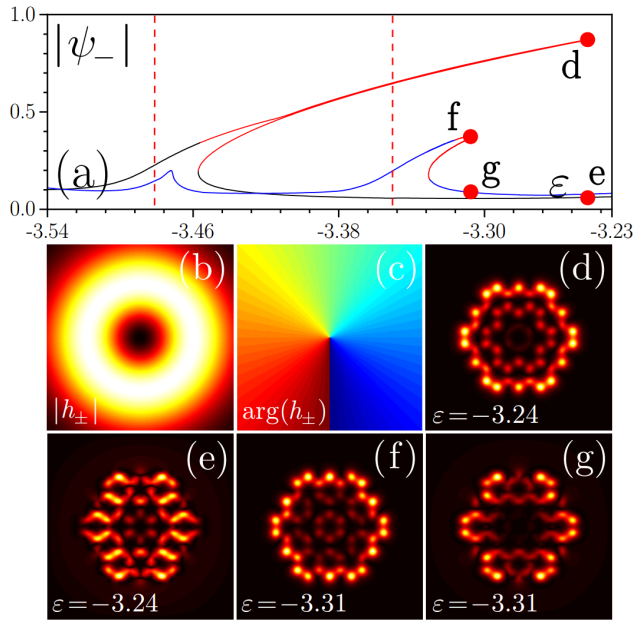 1.0
|ψ₋|
d
0.5
f
(a)
g
ε
e
0.0
-3.54
-3.46
-3.38
-3.30
-3.23
(b)
(c)
(d)
|h±|
arg(h±)
ε=−3.24
(e)
(f)
(g)
ε=−3.24
ε=−3.31
ε=−3.31